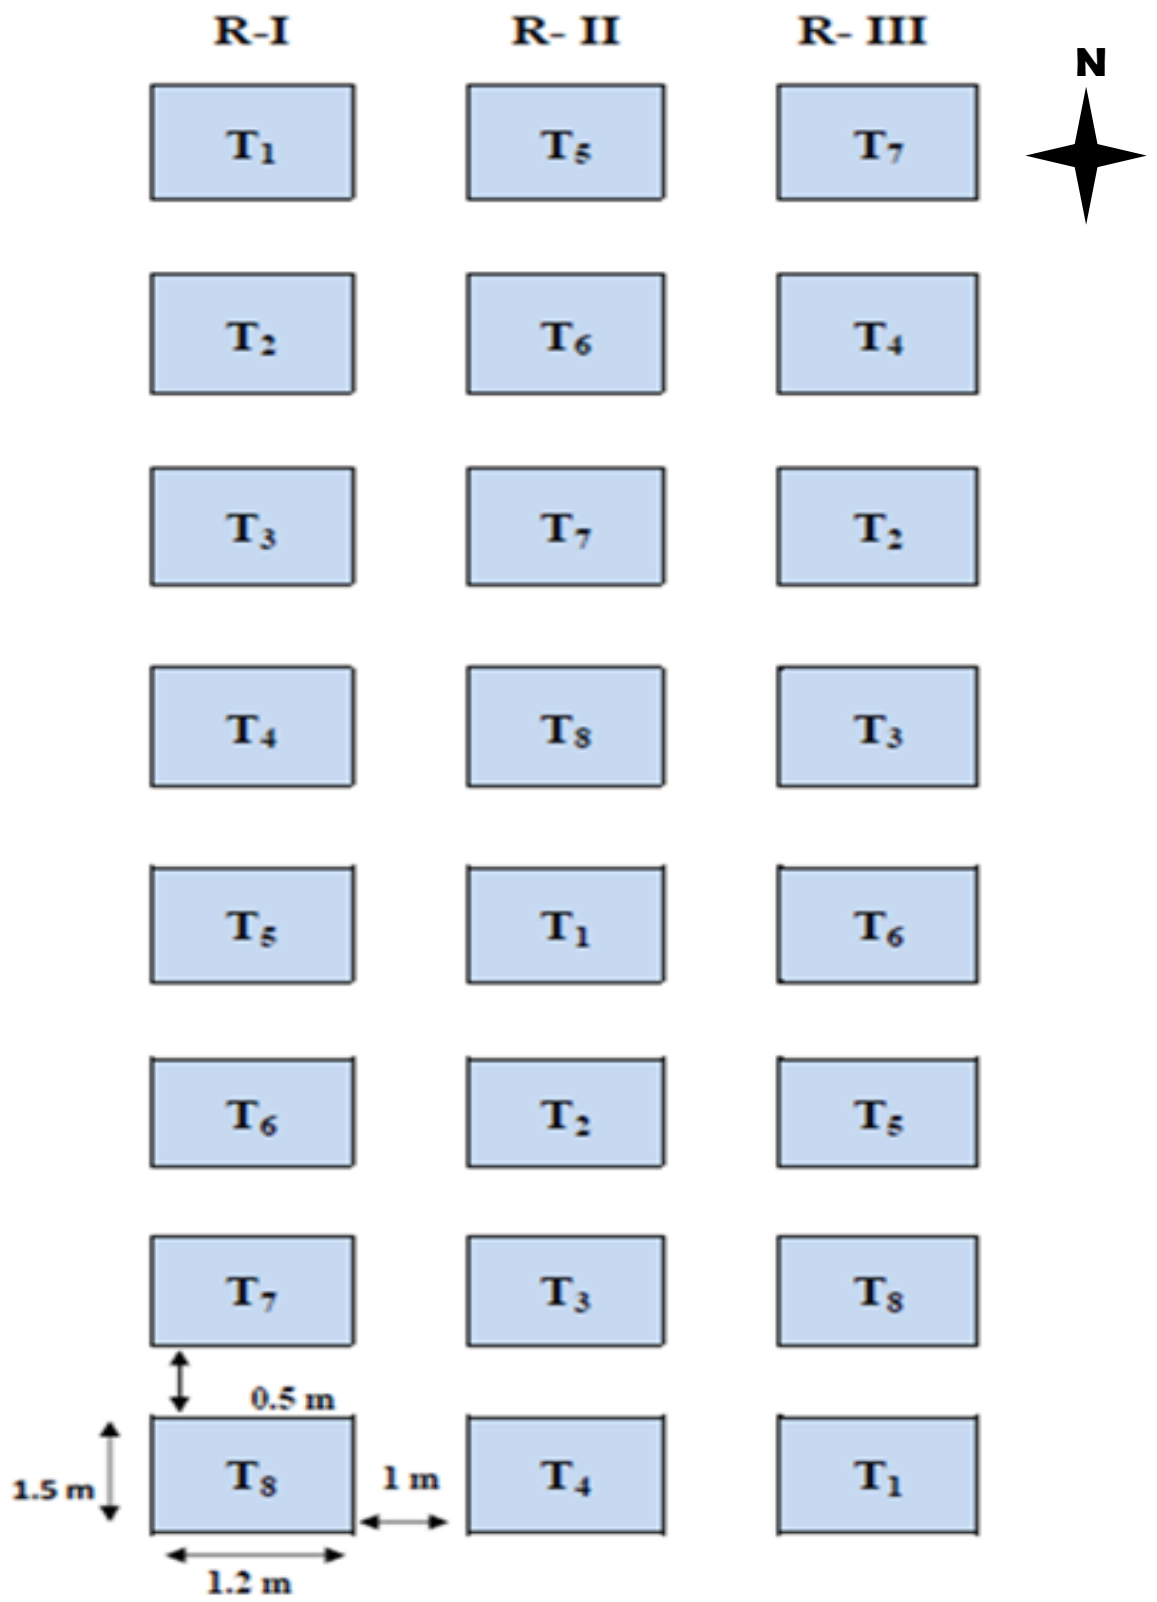 R-I R- II R- III
N
T1 T5 T7
T2 T6 T4
T3 T7 T2
T4 T8 T3
T5 T1 T6
T6 T2 T5
T7 T3 T8
0.5 m
T8 T4 T1
1.5 m
1 m
1.2 m